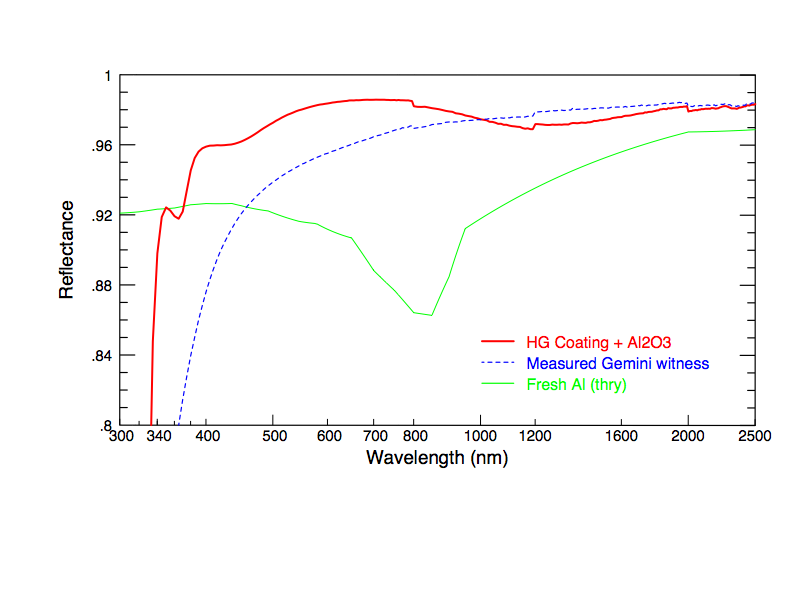 1
.96
.92
.88
.84
.8
Reflectance
HG Coating + Al2O3
Measured Gemini witness
Fresh Al (thry)
300 340 400 500 600 700 800 1000 1200 1600 2000 2500
Wavelength (nm)